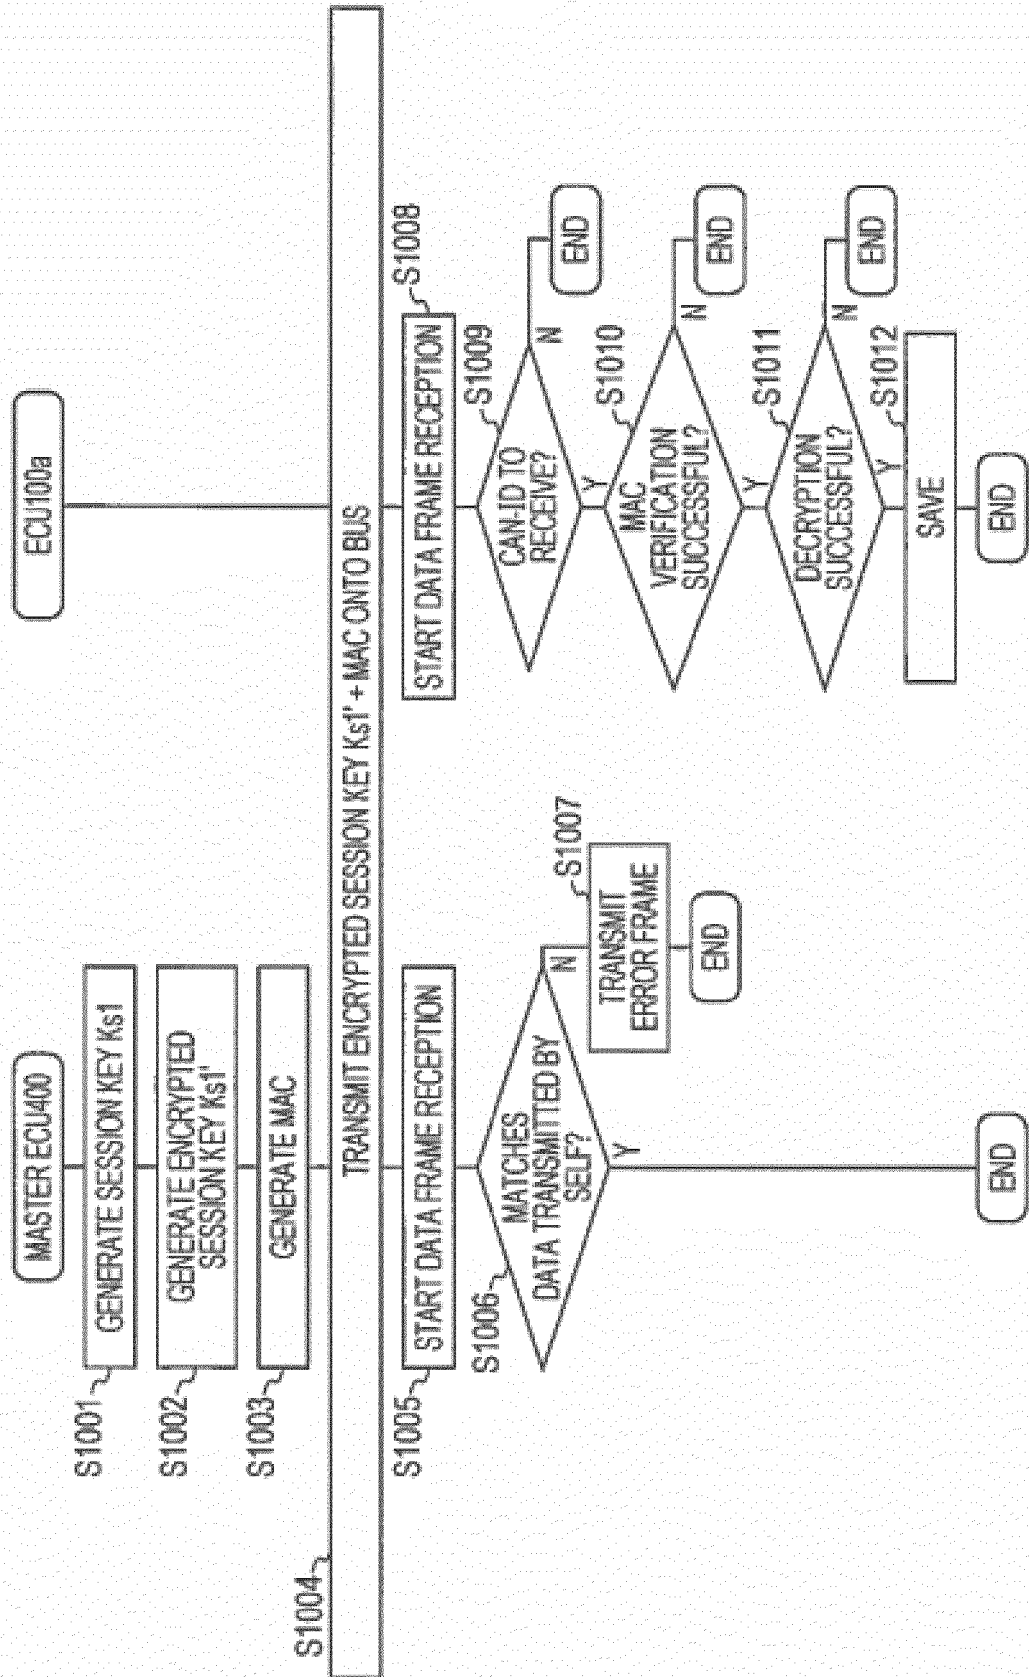 MASTER ECU400
ECU100a
S1001
GENERATE SESSION KEY Ks1
S1002
GENERATE ENCRYPTED
SESSION KEY Ks1'
S1003
GENERATE MAC
S1004
TRANSMIT ENCRYPTED SESSION KEY Ks1' + MAC ONTO BUS
S1005
START DATA FRAME RECEPTION
S1006
MATCHES
DATA TRANSMITTED BY
SELF?
N
Y
S1007
TRANSMIT
ERROR FRAME
END
END
S1008
START DATA FRAME RECEPTION
S1009
CAN-ID TO
RECEIVE?
N
END
Y
S1010
MAC
VERIFICATION
SUCCESSFUL?
N
END
Y
S1011
DECRYPTION
SUCCESSFUL?
N
END
Y
S1012
SAVE
END